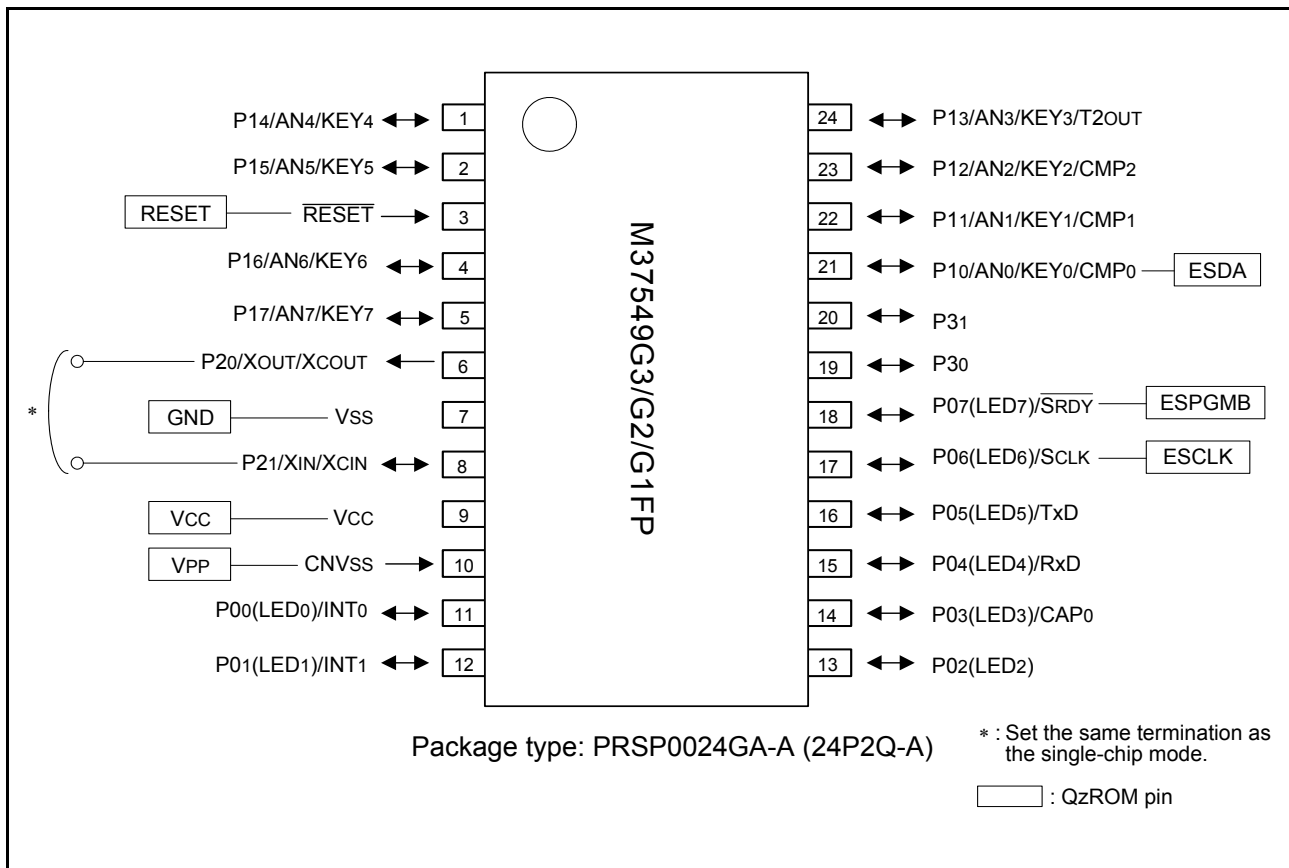 P14/AN4/KEY4
1
P15/AN5/KEY5
2
RESET
RESET
3
P16/AN6/KEY6
4
P17/AN7/KEY7
5
P20/XOUT/XCOUT
6
*
GND
VSS
7
P21/XIN/XCIN
8
VCC
VCC
9
VPP
CNVSS
10
P00(LED0)/INT0
11
P01(LED1)/INT1
12
M37549G3/G2/G1FP
24
P13/AN3/KEY3/T2OUT
23
P12/AN2/KEY2/CMP2
22
P11/AN1/KEY1/CMP1
21
P10/AN0/KEY0/CMP0
ESDA
20
P31
19
P30
18
P07(LED7)/SRDY
ESPGMB
17
P06(LED6)/SCLK
ESCLK
16
P05(LED5)/TxD
15
P04(LED4)/RxD
14
P03(LED3)/CAP0
13
P02(LED2)
Package type: PRSP0024GA-A (24P2Q-A)
* : Set the same termination as
the single-chip mode.
: QzROM pin